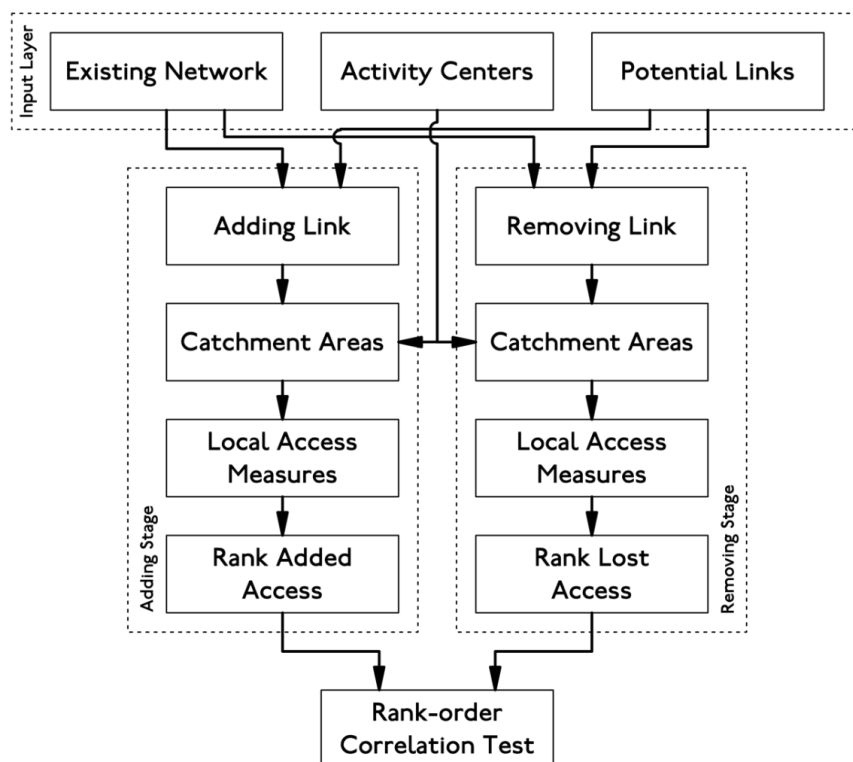 Input Layer
Existing Network
Activity Centers
Potential Links
Adding Link
Removing Link
Catchment Areas
Catchment Areas
Local Access
Measures
Local Access
Measures
Adding Stage
Rank Added
Access
Rank Lost
Access
Removing Stage
Rank-order
Correlation Test